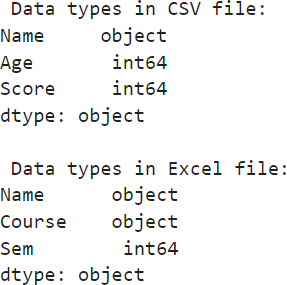 Data types in CSV file:
Name     object
Age       int64
Score     int64
dtype: object
Data types in Excel file:
Name      object
Course    object
Sem        int64
dtype: object